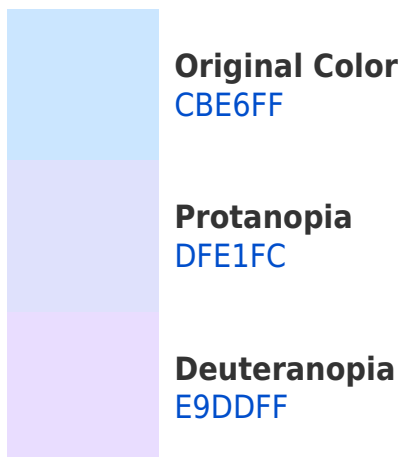 Original Color
CBE6FF
Protanopia
DFE1FC
Deuteranopia
E9DDFF